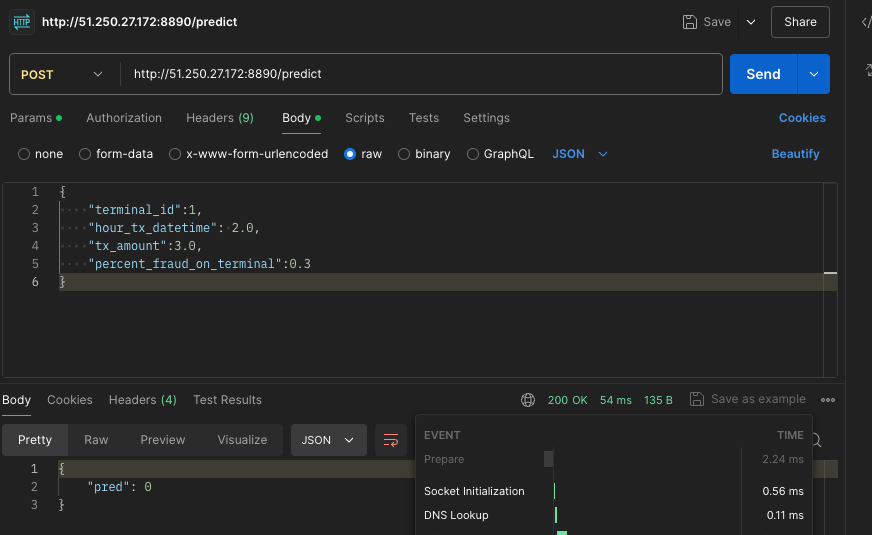 HTTP http://51.250.27.172:8890/predict Save Share
POST http://51.250.27.172:8890/predict Send
Params Authorization Headers (9) Body Scripts Tests Settings Cookies
none form-data x-www-form-urlencoded raw binary GraphQL JSON Beautify
1 {
2 "terminal_id":1,
3 "hour_tx_datetime": 2.0,
4 "tx_amount":3.0,
5 "percent_fraud_on_terminal":0.3
6 }
Body Cookies Headers (4) Test Results 200 OK 54 ms 135 B Save as example
Pretty Raw Preview Visualize JSON
EVENT TIME
Prepare 2.24 ms
Socket Initialization 0.56 ms
DNS Lookup 0.11 ms
1 {
2 "pred": 0
3 }